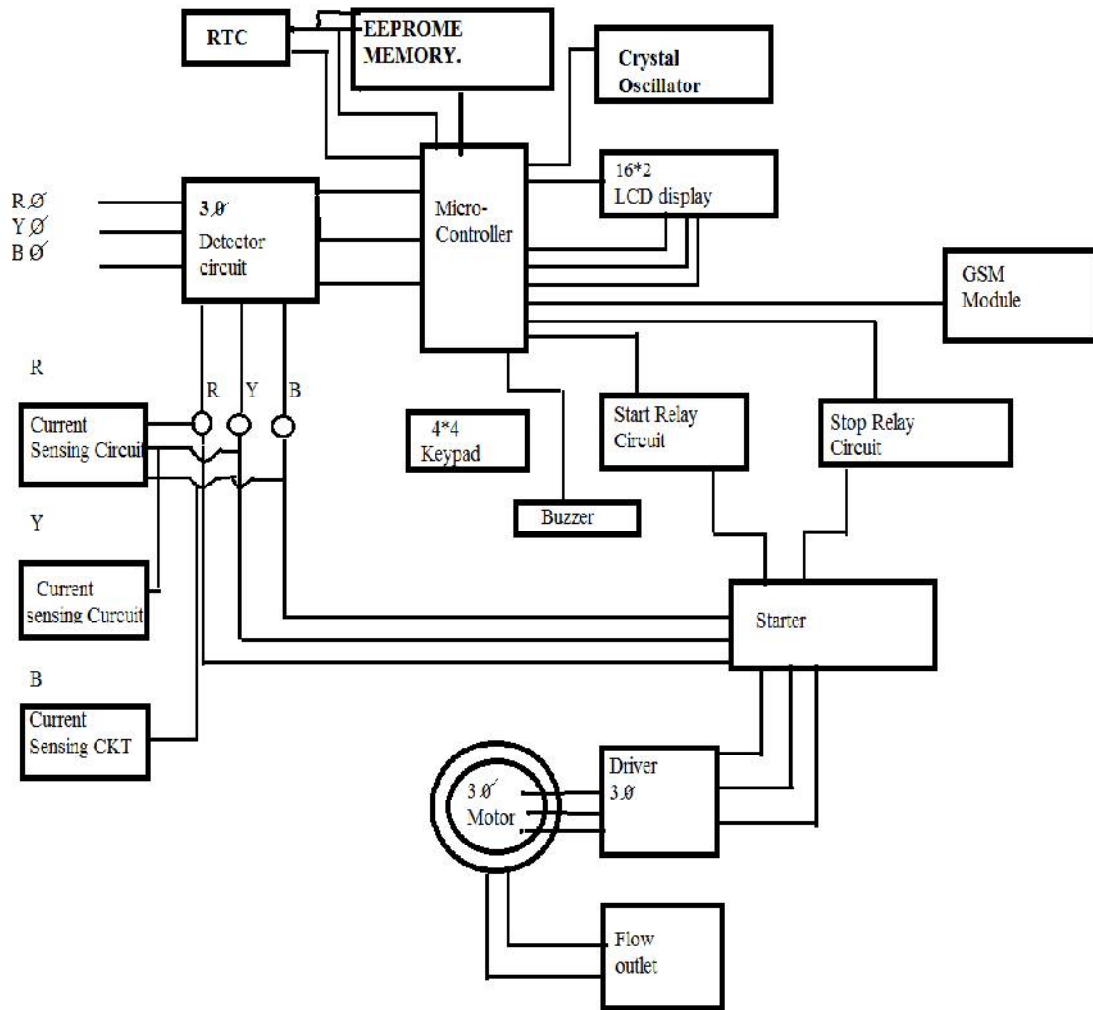 RTC
EEPROME
MEMORY.
Crystal
Oscillator
16*2
LCD display
Micro-
Controller
R Ø
Y Ø
B Ø
3 Ø
Detector
circuit
GSM
Module
R
R
Y
B
Current
Sensing Circuit
4*4
Keypad
Start Relay
Circuit
Stop Relay
Circuit
Buzzer
Y
Current
sensing Curcuit
Starter
B
Current
Sensing CKT
Driver
3 Ø
3 Ø
Motor
Flow
outlet